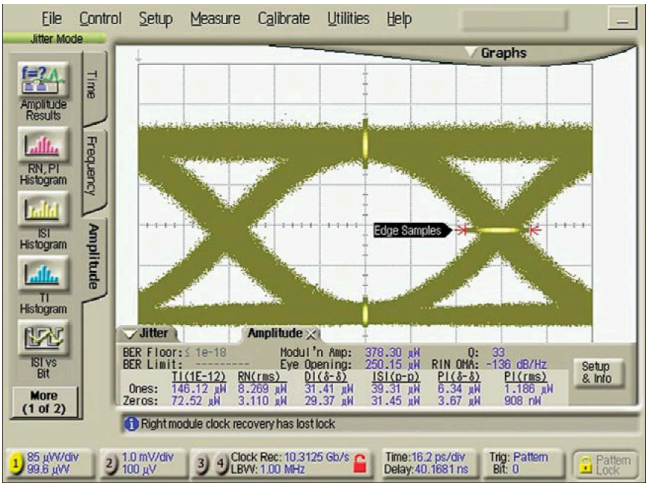 File Control Setup Measure Calibrate Utilities Help
Jitter Mode
Graphs
f=?
Amplitude
Results
RN, PI
Histogram
ISI
Histogram
TI
Histogram
ISI vs
Bit
More
(1 of 2)
Time
Frequency
Amplitude
Edge Samples
Jitter Amplitude
BER Floor:≤ 1e-18 Modul'n Amp: 378.30 µW Q: 33
BER Limit: --------- Eye Opening: 250.15 µW RIN OMA: -136 dB/Hz
TI(1E-12) RN(rms) DI(δ-δ) ISI(p-p) PI(δ-δ) PI(rms)
Ones: 146.12 µW 8.269 µW 31.41 µW 39.31 µW 6.34 µW 1.186 µW
Zeros: 72.52 µW 3.110 µW 29.37 µW 31.45 µW 3.67 µW 908 nW
Setup
& Info
Right module clock recovery has lost lock
1 85 µW/div
99.6 µW
2 1.0 mV/div
100 µV
3 4 Clock Rec: 10.3125 Gb/s
LBW: 1.00 MHz
Time:16.2 ps/div
Delay:40.1681 ns
Trig: Pattern
Bit: 0
Pattern
Lock